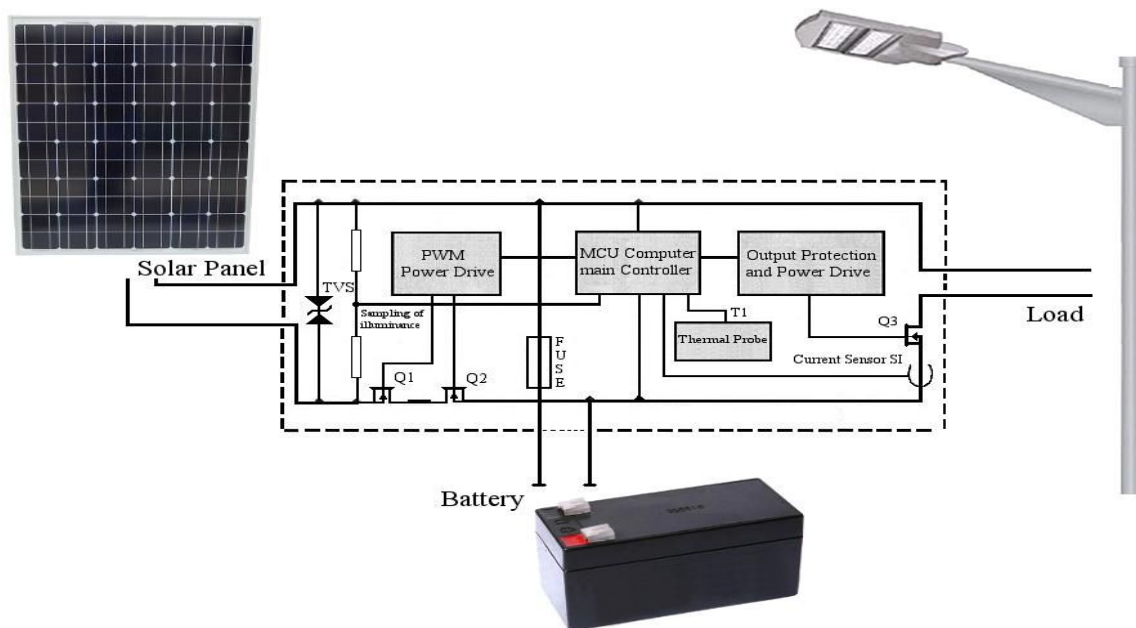 Solar Panel
TVS
PWM
Power Drive
MCU Computer
main Controller
Output Protection
and Power Drive
Sampling of
illuminance
T1
Thermal Probe
Q3
Load
Current Sensor SI
Q1
Q2
F
U
S
E
Battery